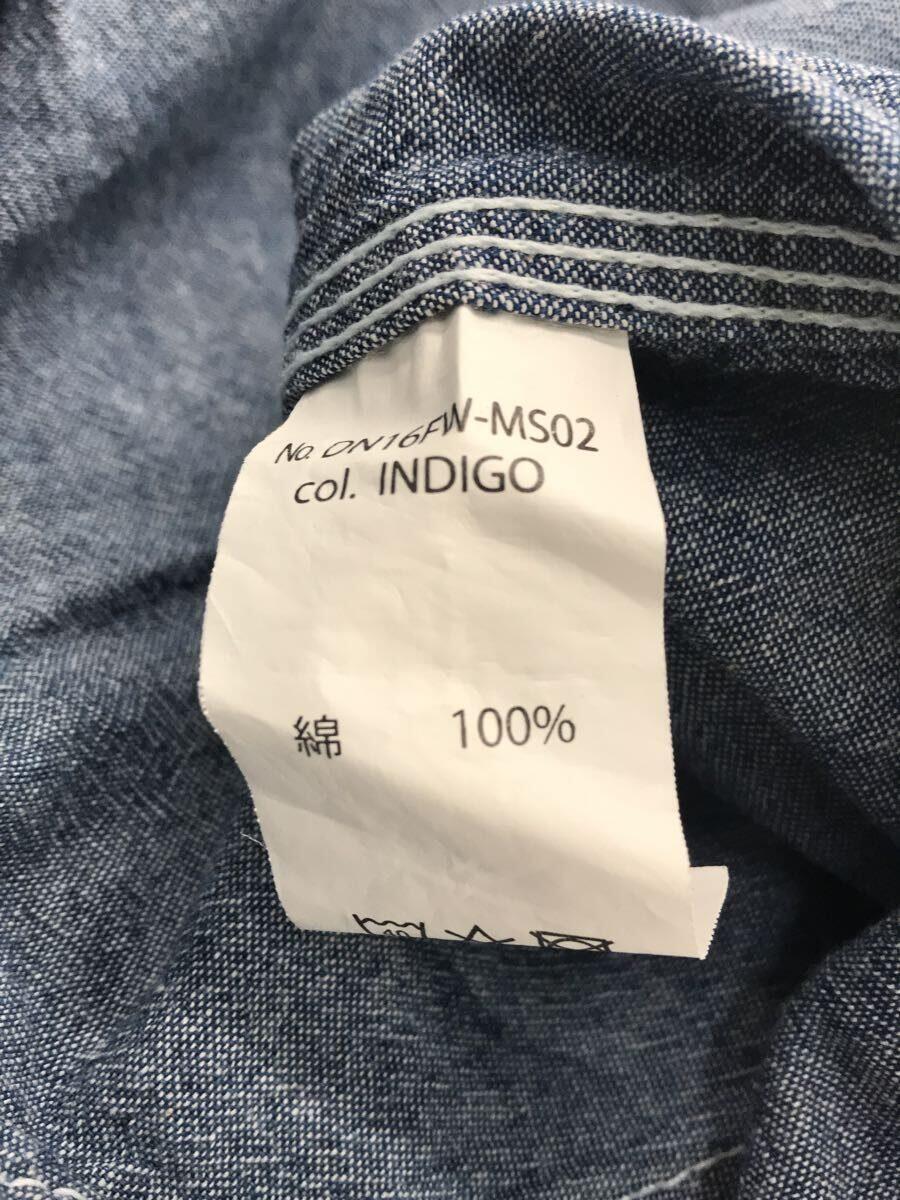 No. DN16FW-MS02
col. INDIGO
綿 100%